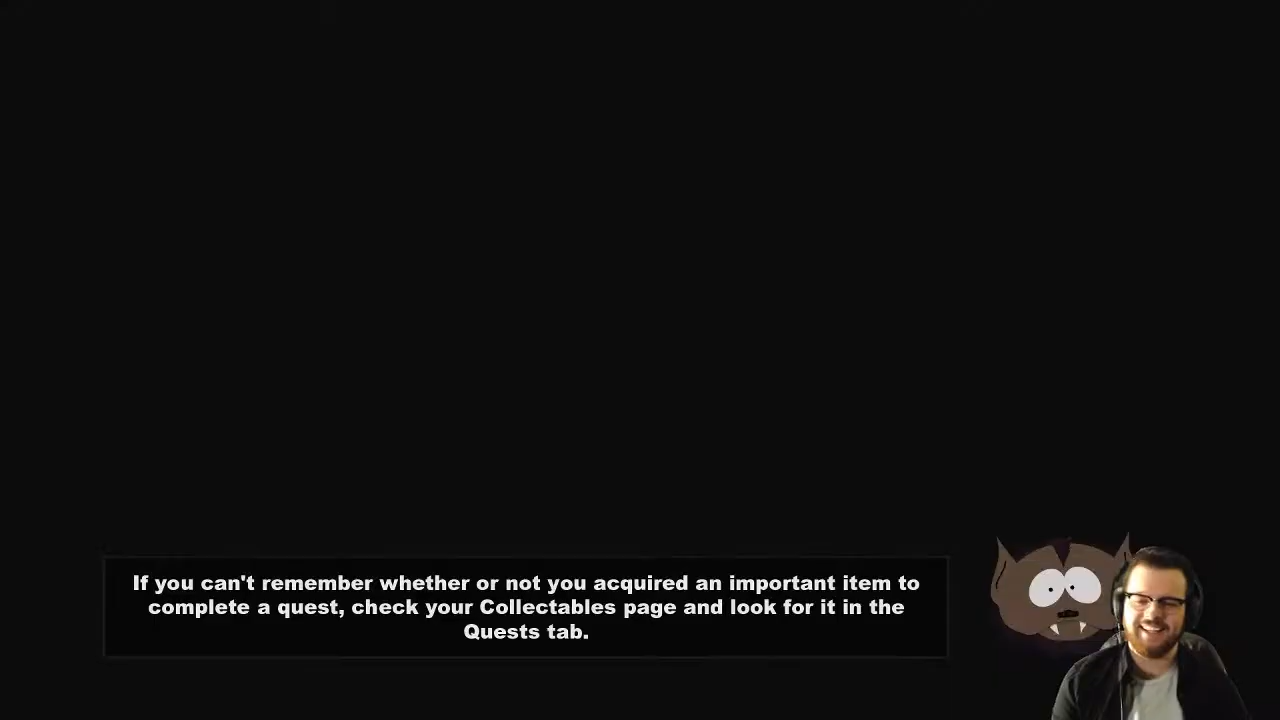 If you can't remember whether or not you acquired an important item to
complete a quest, check your Collectables page and look for it in the
Quests tab.